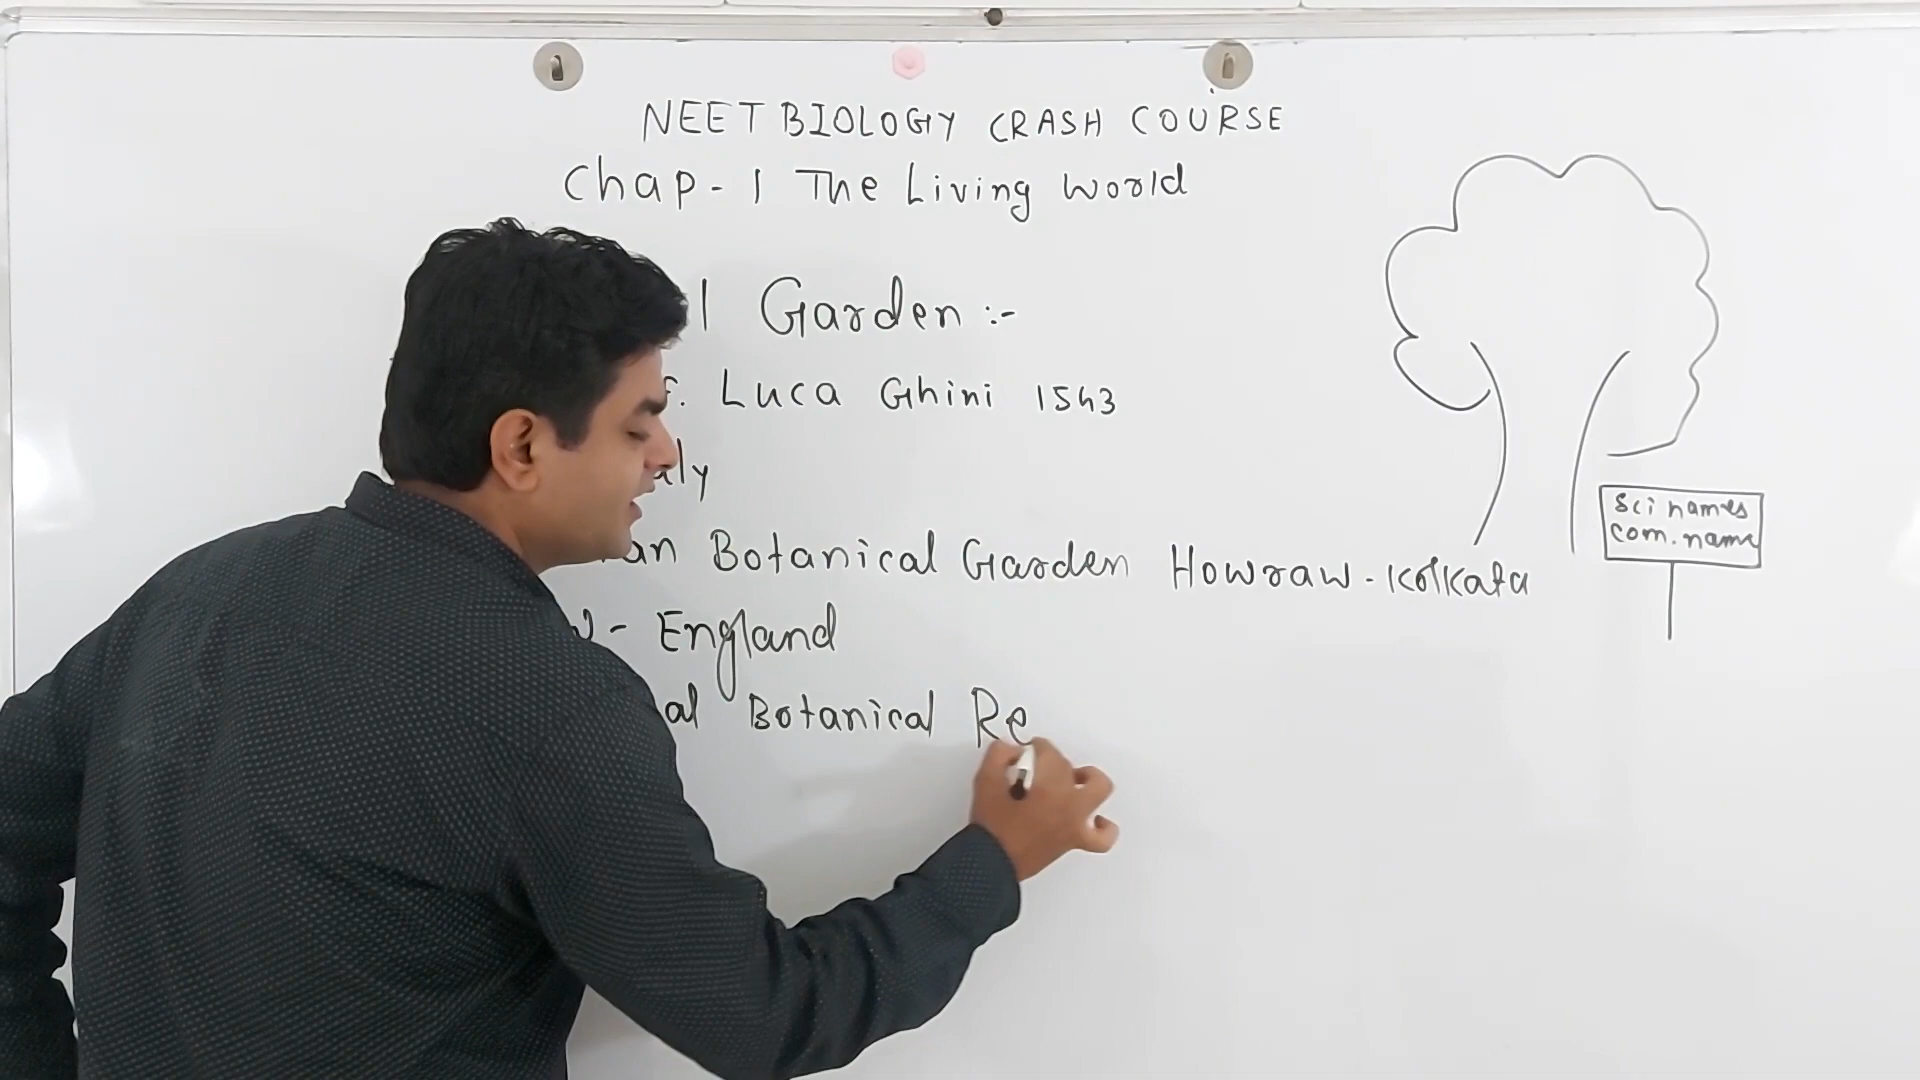 NEET BIOLOGY CRASH COURSE
Chap-1 The Living World
l Garden :-
f. Luca Ghini 1543
aly
an Botanical Garden Howraw-Kolkata
w- England
al Botanical Re
Sci names
com. name